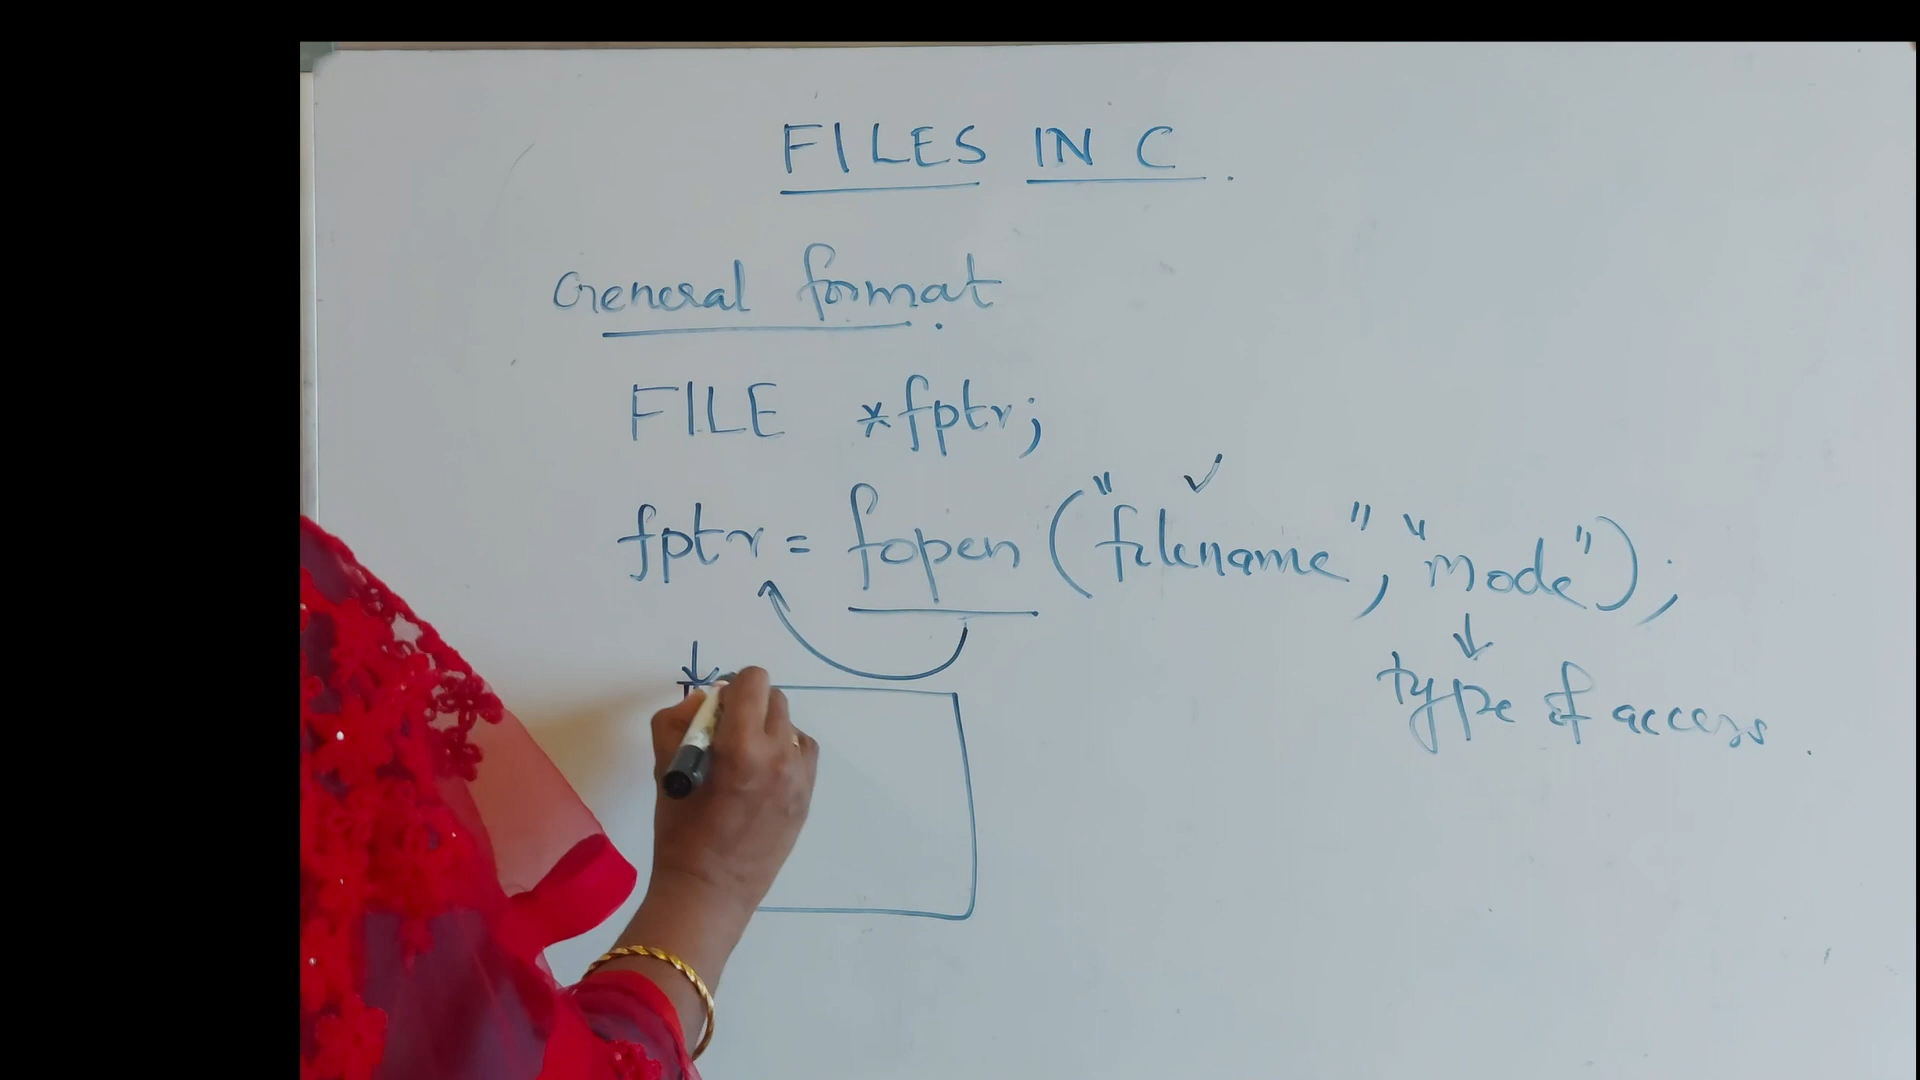 FILES IN C.
General format.
FILE *fptr;
fptr = fopen ("filename", "mode");
type of access.